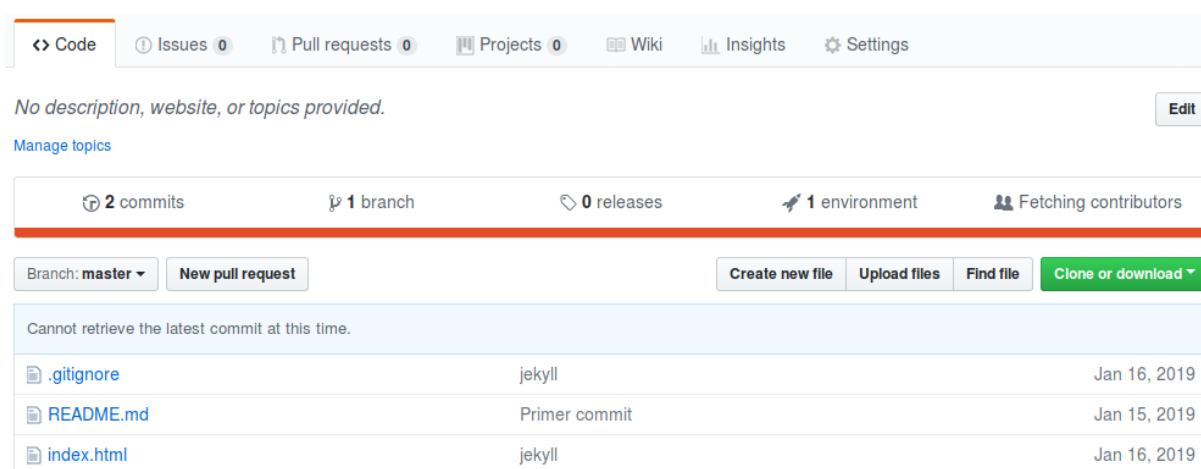 Code Issues 0 Pull requests 0 Projects 0 Wiki Insights Settings
No description, website, or topics provided. Edit
Manage topics
2 commits 1 branch 0 releases 1 environment Fetching contributors
Branch: master New pull request Create new file Upload files Find file Clone or download
Cannot retrieve the latest commit at this time.
.gitignore jekyll Jan 16, 2019
README.md Primer commit Jan 15, 2019
index.html jekyll Jan 16, 2019